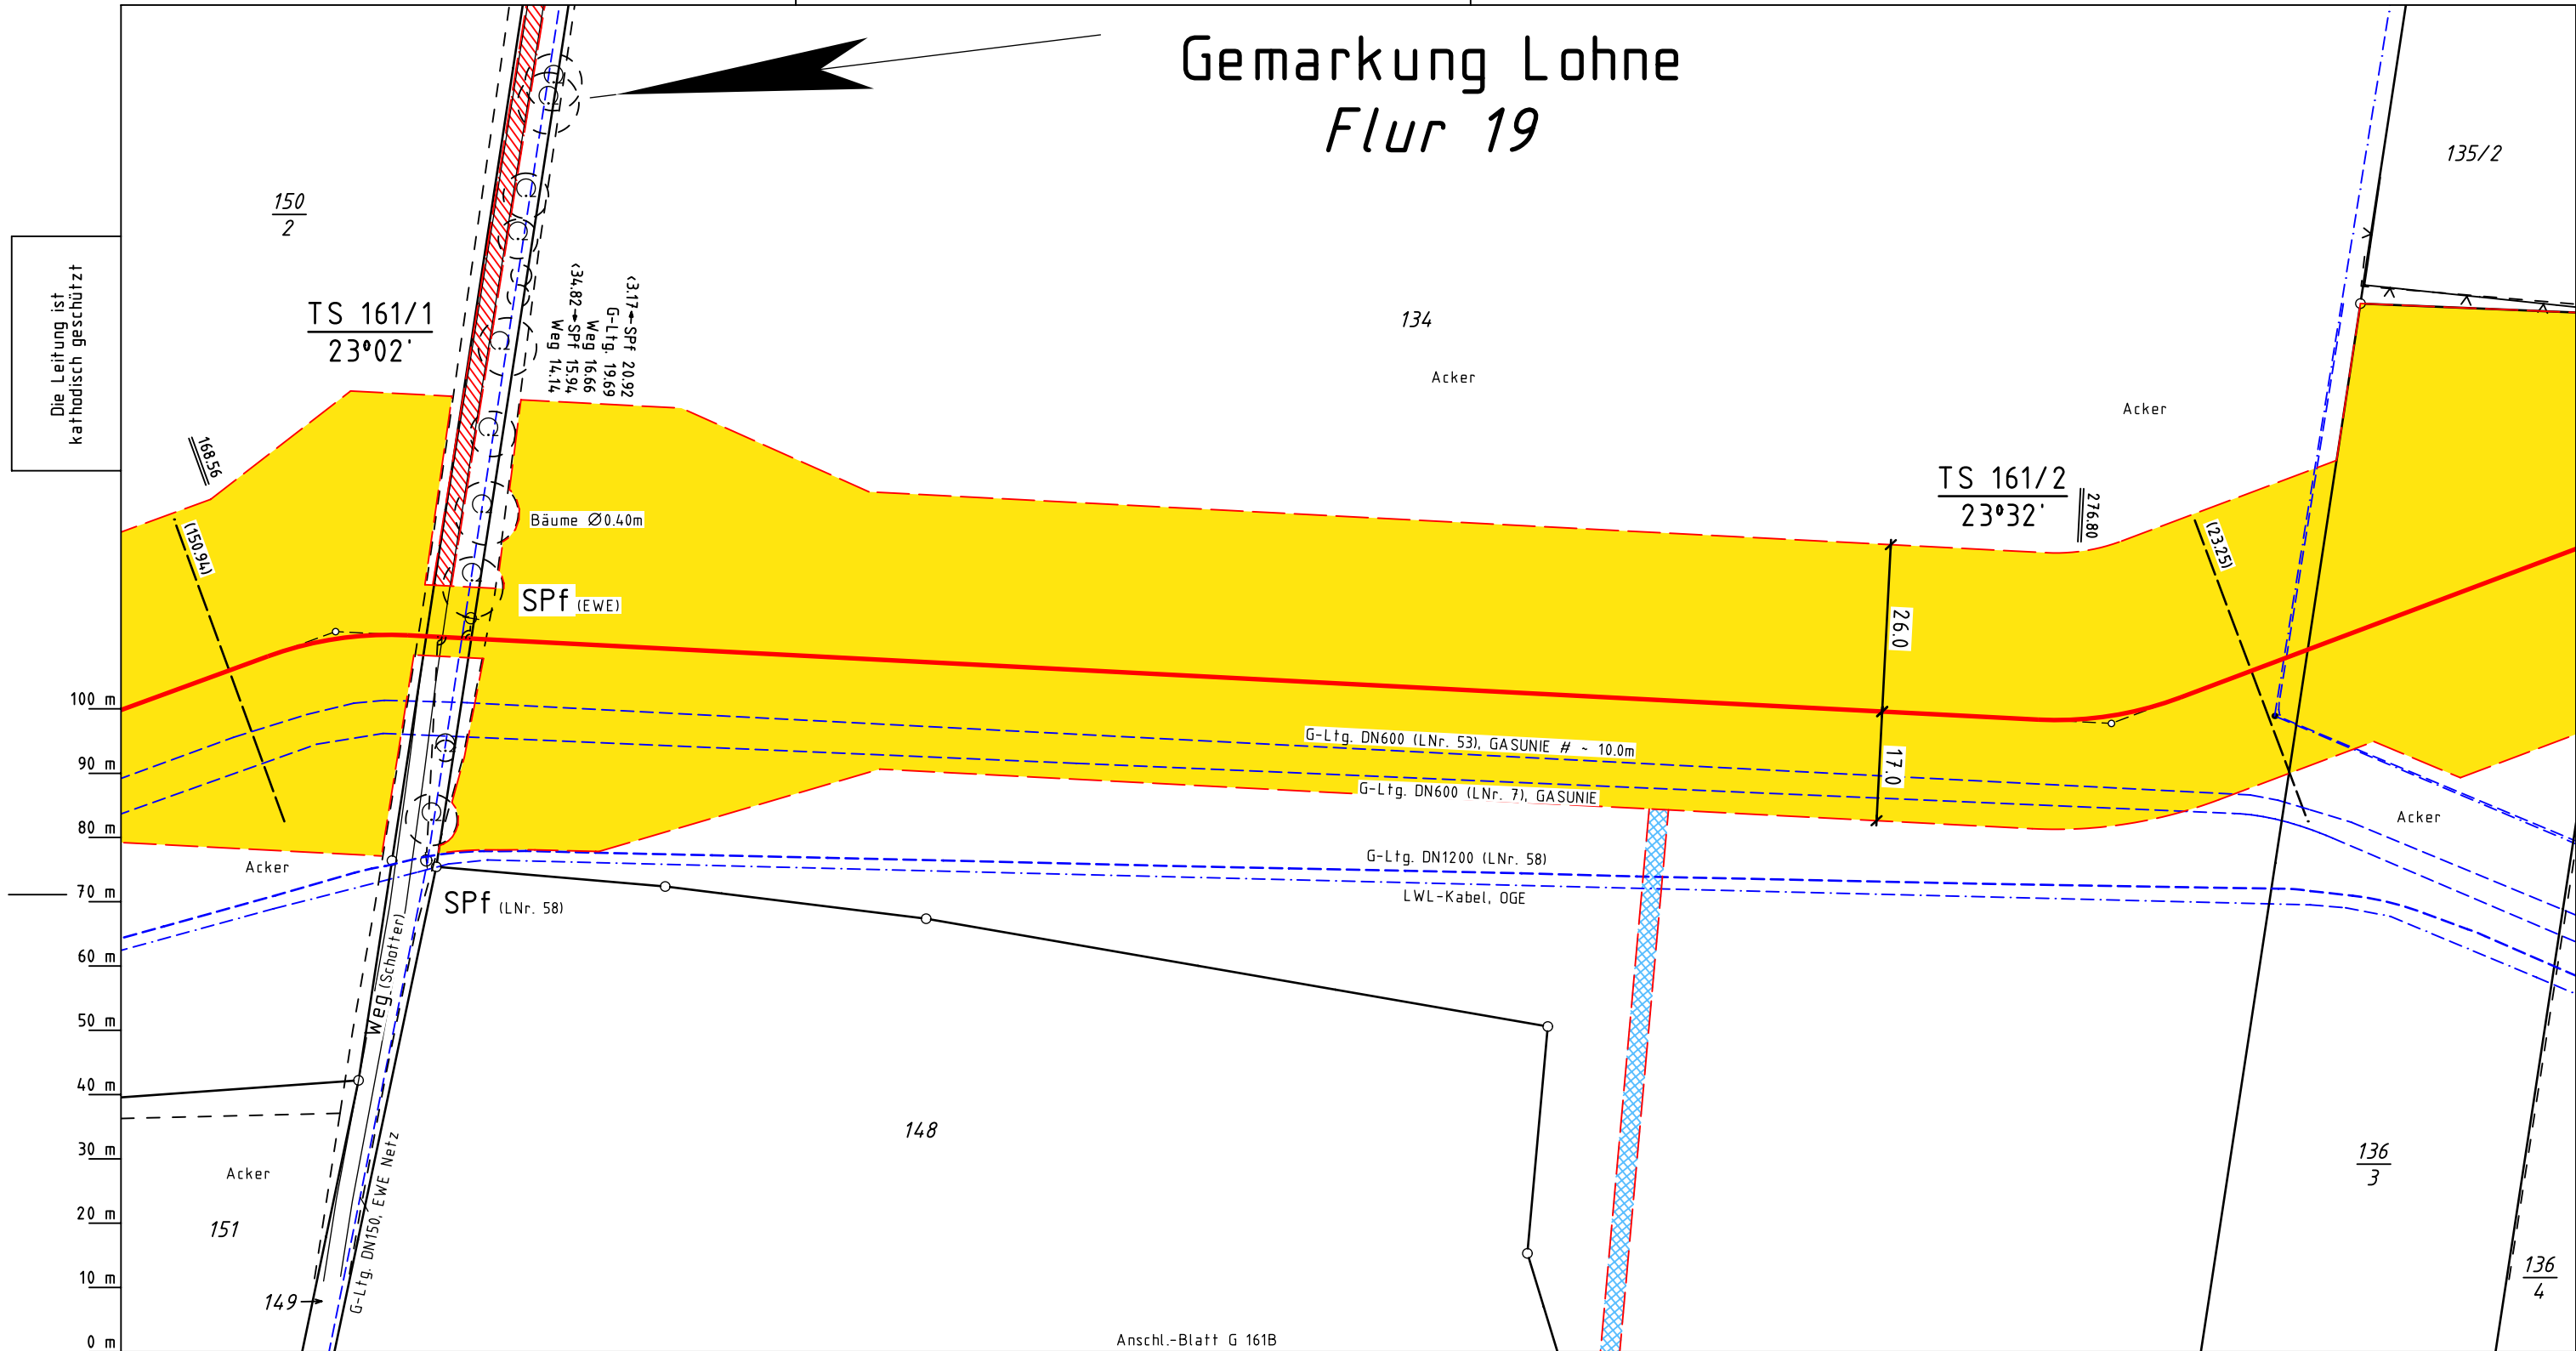 Gemarkung Lohne
Flur 19
135/2
150
2
Die Leitung ist
kathodisch geschützt
TS 161/1
23°02'
<3.17 SPf 20.92
G-Ltg. 19.69
Weg 16.66
<34.82 SPf 15.94
Weg 14.14
134
Acker
Acker
168.56
(150.94)
Bäume Ø0.40m
SPf (EWE)
TS 161/2
23°32'
276.80
(23.25)
26.0
17.0
G-Ltg. DN600 (LNr. 53), GASUNIE # ~ 10.0m
G-Ltg. DN600 (LNr. 7), GASUNIE
G-Ltg. DN1200 (LNr. 58)
LWL-Kabel, OGE
Acker
Acker
SPf (LNr. 58)
Weg (Schotter)
G-Ltg. DN150, EWE Netz
100 m
90 m
80 m
70 m
60 m
50 m
40 m
30 m
20 m
10 m
0 m
Acker
151
149
148
136
3
136
4
Anschl.-Blatt G 161B